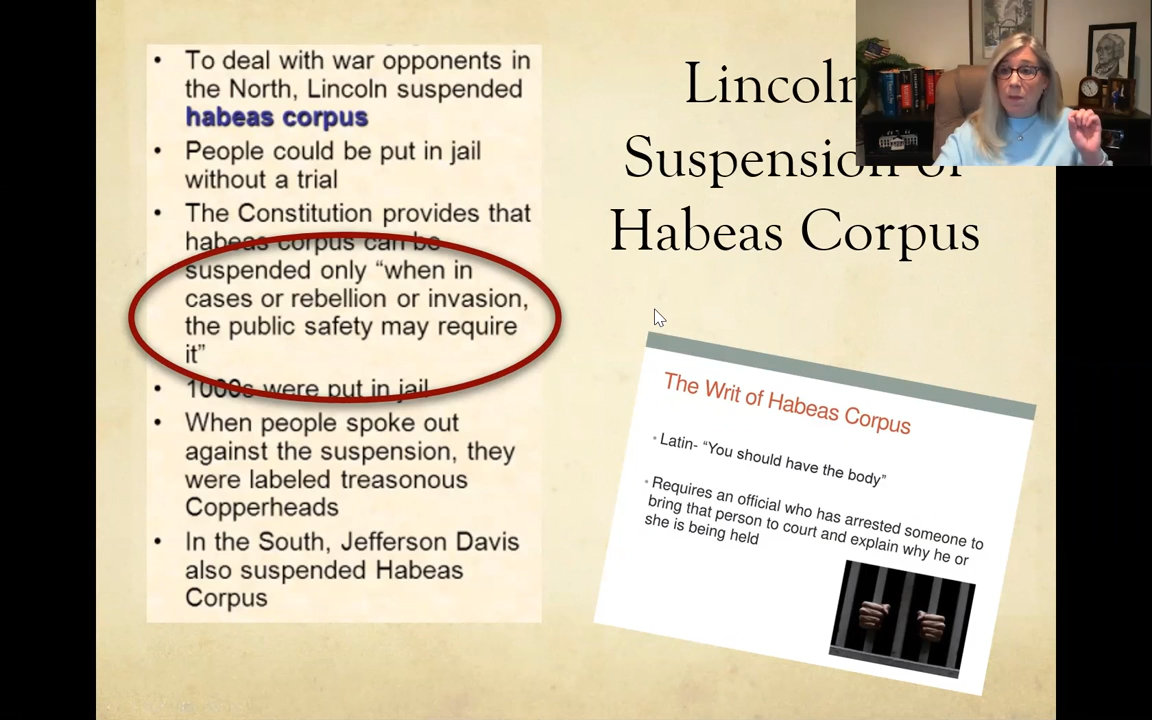 To deal with war opponents in
the North, Lincoln suspended
habeas corpus
People could be put in jail
without a trial
The Constitution provides that
habeas corpus can be
suspended only “when in
cases or rebellion or invasion,
the public safety may require
it”
1000s were put in jail
When people spoke out
against the suspension, they
were labeled treasonous
Copperheads
In the South, Jefferson Davis
also suspended Habeas
Corpus
Lincoln
Suspension of
Habeas Corpus
The Writ of Habeas Corpus
Latin- “You should have the body”
Requires an official who has arrested someone to
bring that person to court and explain why he or
she is being held